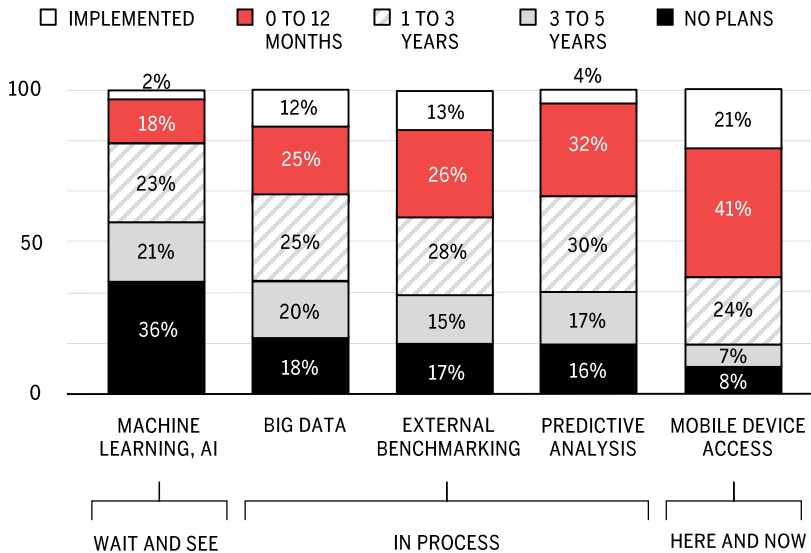 IMPLEMENTED
0 TO 12
MONTHS
1 TO 3
YEARS
3 TO 5
YEARS
NO PLANS
100
50
0
2%
18%
23%
21%
36%
12%
25%
25%
20%
18%
13%
26%
28%
15%
17%
4%
32%
30%
17%
16%
21%
41%
24%
7%
8%
MACHINE
LEARNING, AI
BIG DATA
EXTERNAL
BENCHMARKING
PREDICTIVE
ANALYSIS
MOBILE DEVICE
ACCESS
WAIT AND SEE
IN PROCESS
HERE AND NOW